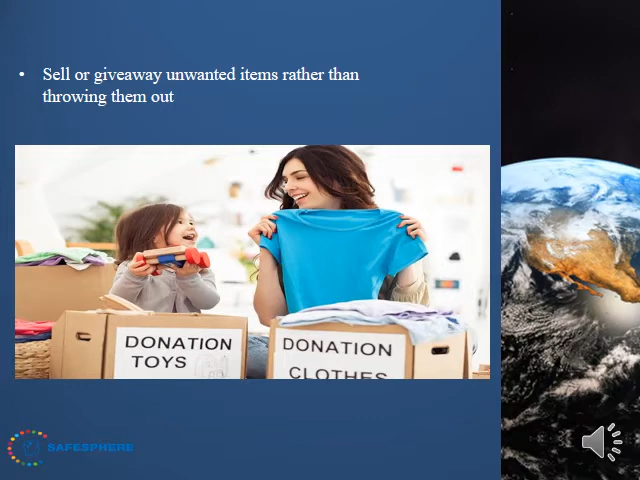 • Sell or giveaway unwanted items rather than
throwing them out
DONATION
TOYS
DONATION
CLOTHES
SAFESPHERE